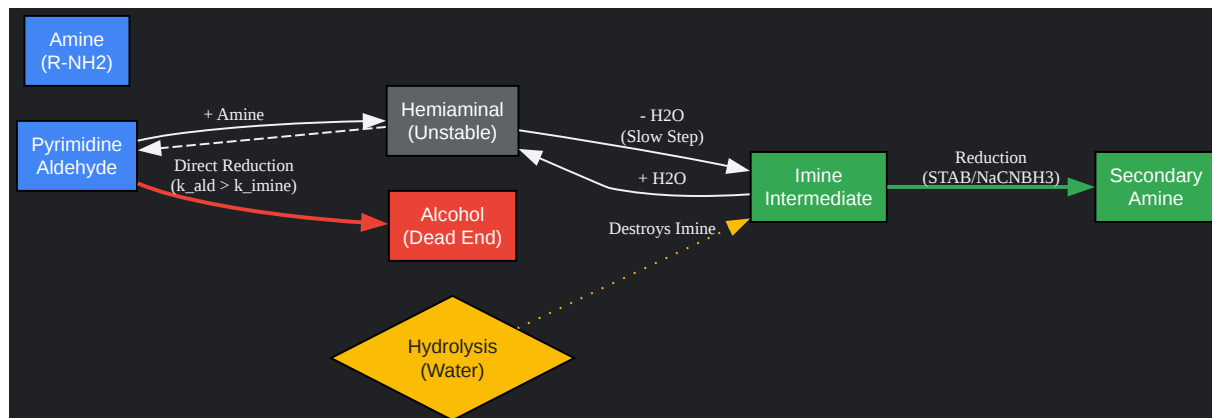 Amine
(R-NH2)
Pyrimidine
Aldehyde
+ Amine
Direct Reduction
(k_ald > k_imine)
Hemiaminal
(Unstable)
Alcohol
(Dead End)
- H2O
(Slow Step)
+ H2O
Destroys Imine
Hydrolysis
(Water)
Imine
Intermediate
Reduction
(STAB/NaCNBH3)
Secondary
Amine